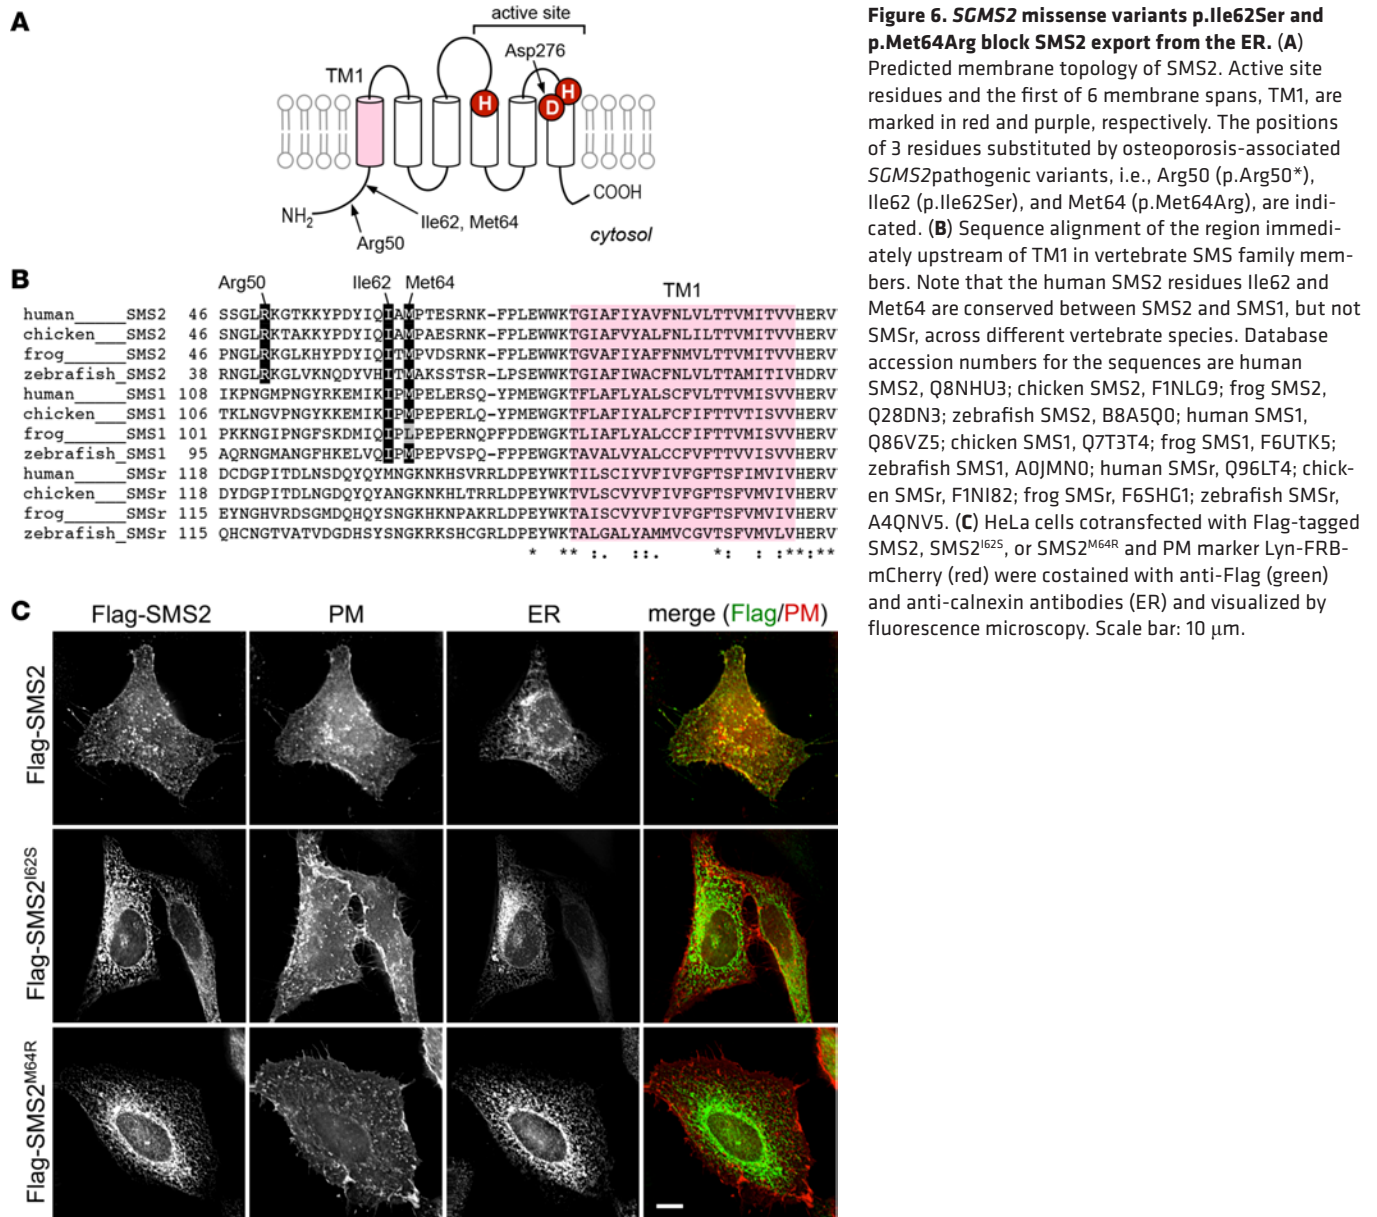 A
active site
Asp276
TM1
H
D
H
NH2
Ile62, Met64
Arg50
COOH
cytosol
B
Arg50 Ile62 Met64 TM1
human_____SMS2 46 SSGLRKGTKKYPDYIQIAMPTESRNK-FPLEWWKTGIAFIYAVFNLVLTTVMITVVHERV
chicken___SMS2 46 SNGLRKGTKKYPDYIQIAMPAESRNK-FPLEWWKTGIAFVYALFNLILTTVMITVVHERV
frog______SMS2 46 PNGLRKGLKHYPDYIQITMPVDSRNK-FPLEWWKTGVAFIYAFFNMVLTTVMITVVHERV
zebrafish_SMS2 38 RNGLRKGLVKNQDYVHITMAKSSTSR-LPSEWWKTGIAFIWACFNLVLTTAMITVVHERV
human_____SMS1 108 IKPNGMPNGYRKEMIKIPMPELERSQ-YPMEWGKTFLAFLYALSCFVLTTVMISVVHERV
chicken___SMS1 106 TKLNGVPNGYKKEMIKIPMPEPERLQ-YPMEWGKTFLAFIYALFCFIFTTVTISVVHERV
frog______SMS1 101 PKKNGIPNGFSKDMIQIPLPEPERNQFPDEWGKTLIAFLYALCCFIFTTVMISVVHERV
zebrafish_SMS1 95 AQRNGMANGFHKELVQIPMPEPVSPQ-FPPEWGKTAVALVYALCCMVLTTVMISVVHERV
human_____SMSr 118 DCDGPITDLNSDQYQYMNGKNKHSVRRLDPEYWKTILSCIYVFIVFGFTSFIMVIVHERV
chicken___SMSr 118 DYDGPITDLNGDQYQYANGKNKHLTRRLDPEYWKTVLSCVYVFIVFGFTSFVMVIVHERV
frog______SMSr 115 EYNGHVRDSGMDQHQYSNGKHKNPAKRLDPEYWKTAISCVYVFIVFGFTSFVMVIVHERV
zebrafish_SMSr 115 QHCNGTVATVDGDHSYSNGKRKSHCGRLDPEYWKTALGALYAMMVCGVTSFVMVLVHERV
* ** :. ::. *: : :**:**
C
Flag-SMS2 PM ER merge (Flag/PM)
Flag-SMS2
Flag-SMS2I62S
Flag-SMS2M64R
Figure 6. SGMS2 missense variants p.Ile62Ser and
p.Met64Arg block SMS2 export from the ER. (A)
Predicted membrane topology of SMS2. Active site
residues and the first of 6 membrane spans, TM1, are
marked in red and purple, respectively. The positions
of 3 residues substituted by osteoporosis-associated
SGMS2pathogenic variants, i.e., Arg50 (p.Arg50*),
Ile62 (p.Ile62Ser), and Met64 (p.Met64Arg), are indi-
cated. (B) Sequence alignment of the region immedi-
ately upstream of TM1 in vertebrate SMS family mem-
bers. Note that the human SMS2 residues Ile62 and
Met64 are conserved between SMS2 and SMS1, but not
SMSr, across different vertebrate species. Database
accession numbers for the sequences are human
SMS2, Q8NHU3; chicken SMS2, F1NLG9; frog SMS2,
Q28DN3; zebrafish SMS2, B8A5Q0; human SMS1,
Q86VZ5; chicken SMS1, Q7T3T4; frog SMS1, F6UTK5;
zebrafish SMS1, A0JMN0; human SMSr, Q96LT4; chick-
en SMSr, F1NI82; frog SMSr, F6SHG1; zebrafish SMSr,
A4QNV5. (C) HeLa cells cotransfected with Flag-tagged
SMS2, SMS2I62S, or SMS2M64R and PM marker Lyn-FRB-
mCherry (red) were costained with anti-Flag (green)
and anti-calnexin antibodies (ER) and visualized by
fluorescence microscopy. Scale bar: 10 μm.